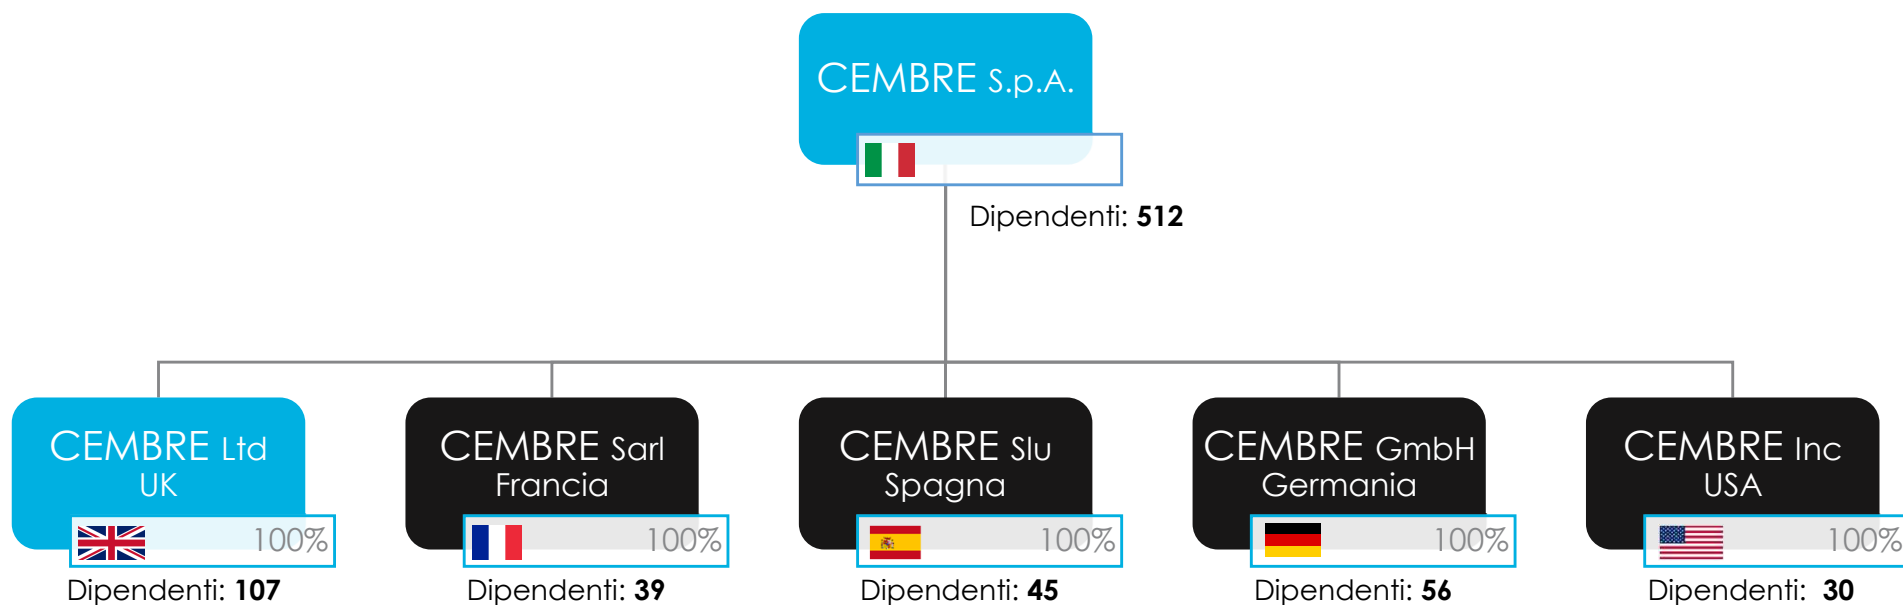 CEMBRE S.p.A.
Dipendenti: 512
CEMBRE Ltd
UK
100%
Dipendenti: 107
CEMBRE Sarl
Francia
100%
Dipendenti: 39
CEMBRE Slu
Spagna
100%
Dipendenti: 45
CEMBRE GmbH
Germania
100%
Dipendenti: 56
CEMBRE Inc
USA
100%
Dipendenti: 30